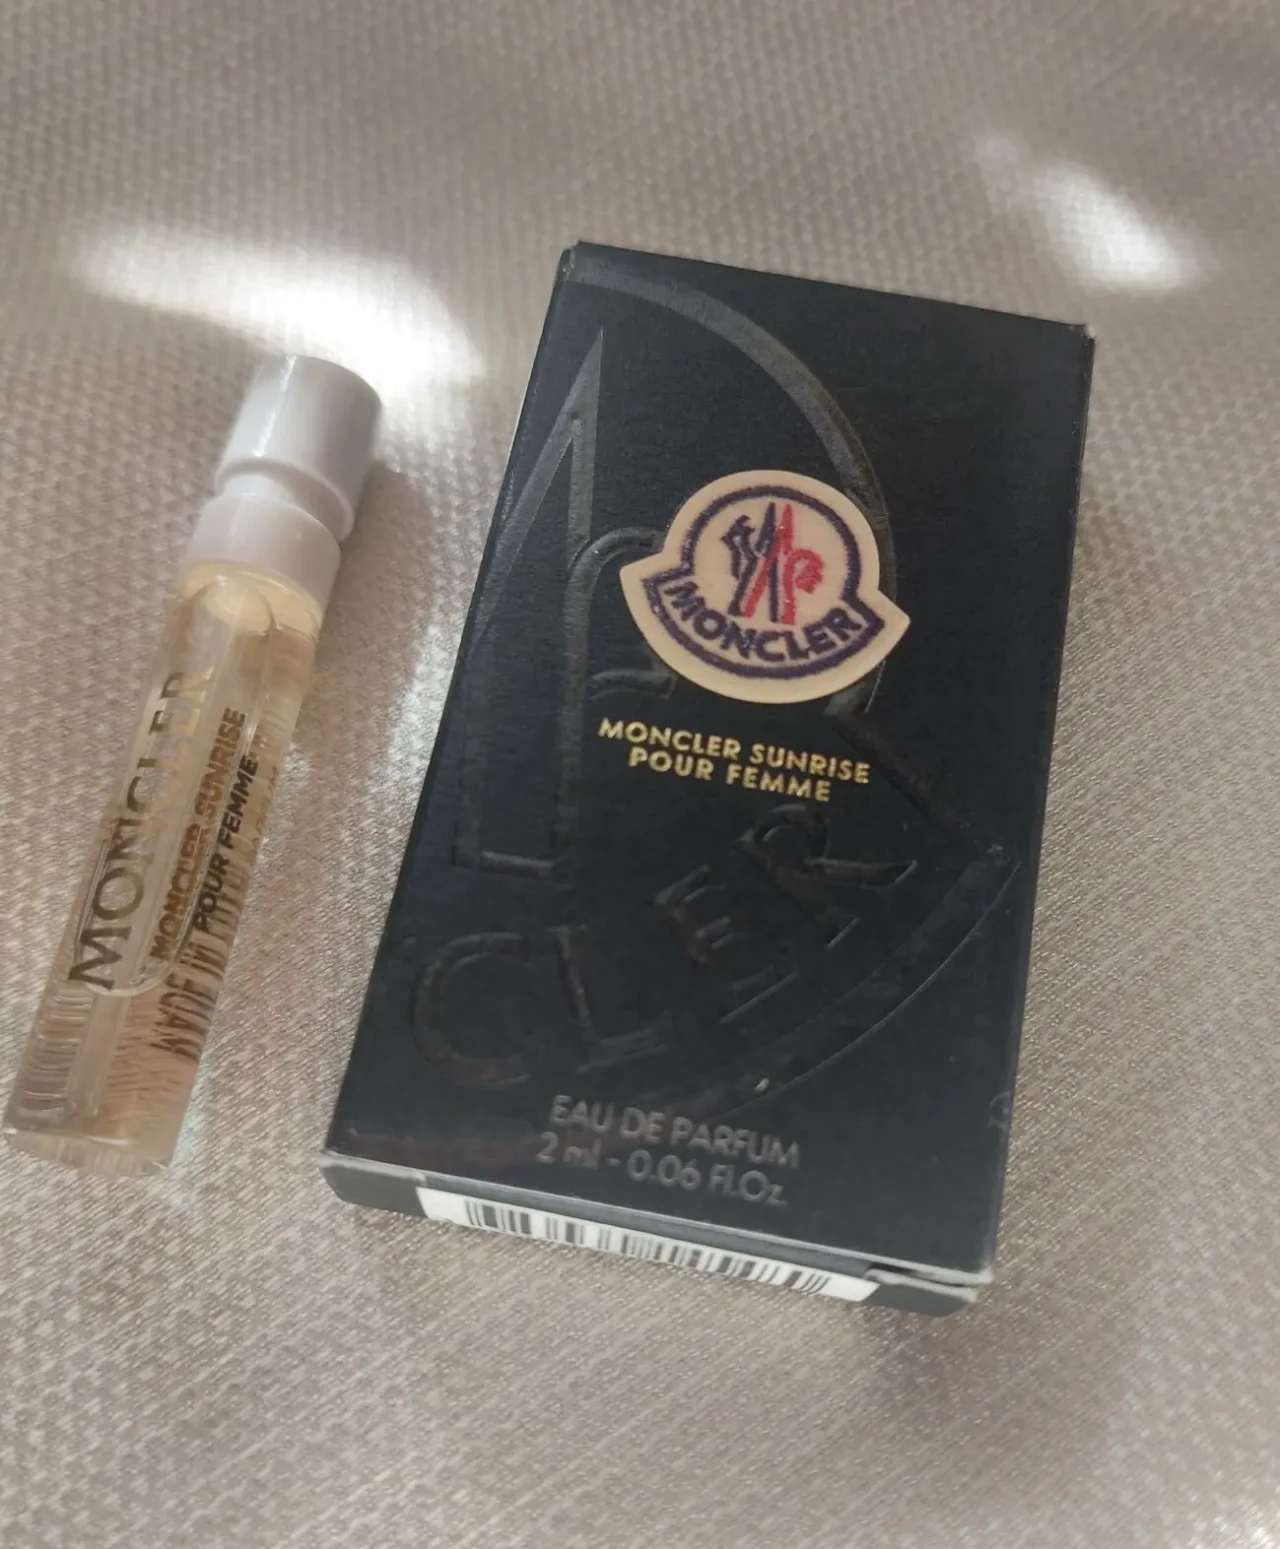 MONCLER
MONCLER SUNRISE
POUR FEMME
MONCLER
MONCLER SUNRISE
POUR FEMME
CLER
EAU DE PARFUM
2 ml - 0.06 Fl.Oz.